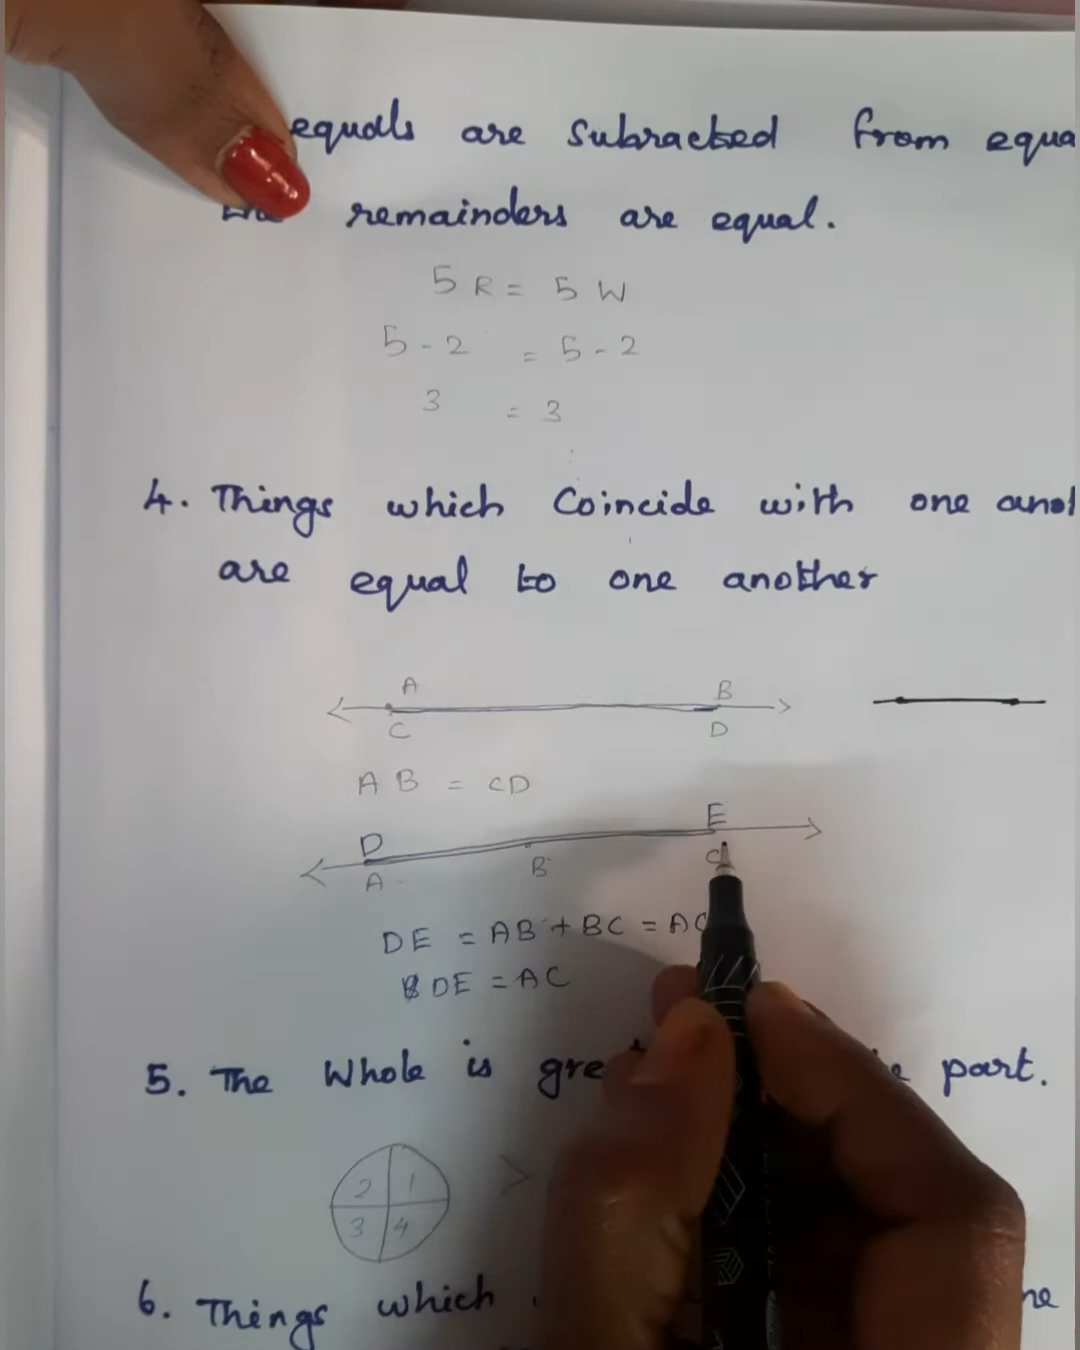 equals are Subracted from equa
the remainders are equal.
5 R = 5 W
5 - 2 = 5 - 2
3 = 3
4. Things which Coincide with one anot
are equal to one another
A B
C D
A B = CD
D E
A B C
DE = AB + BC = AC
DE = AC
5. The Whole is gre part.
2 1
>
3 4
6. Things which